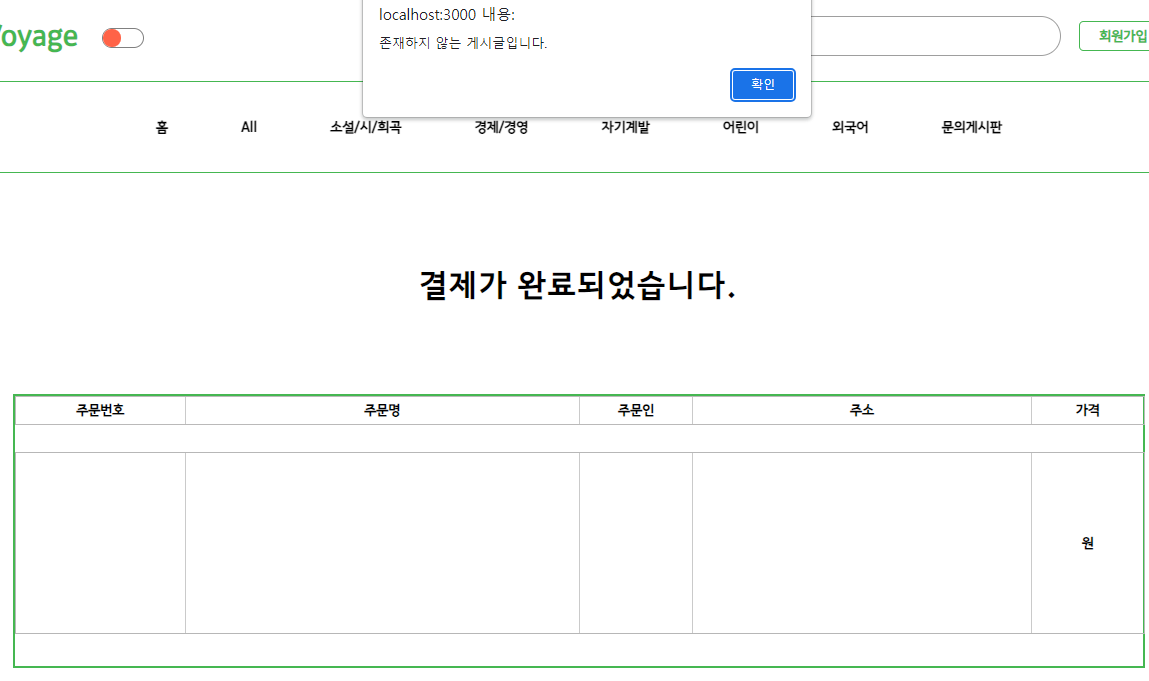 localhost:3000 내용:
존재하지 않는 게시글입니다.
확인
oyage
회원가입
홈 All 소설/시/희곡 경제/경영 자기계발 어린이 외국어 문의게시판
결제가 완료되었습니다.
주문번호 주문명 주문인 주소 가격
원